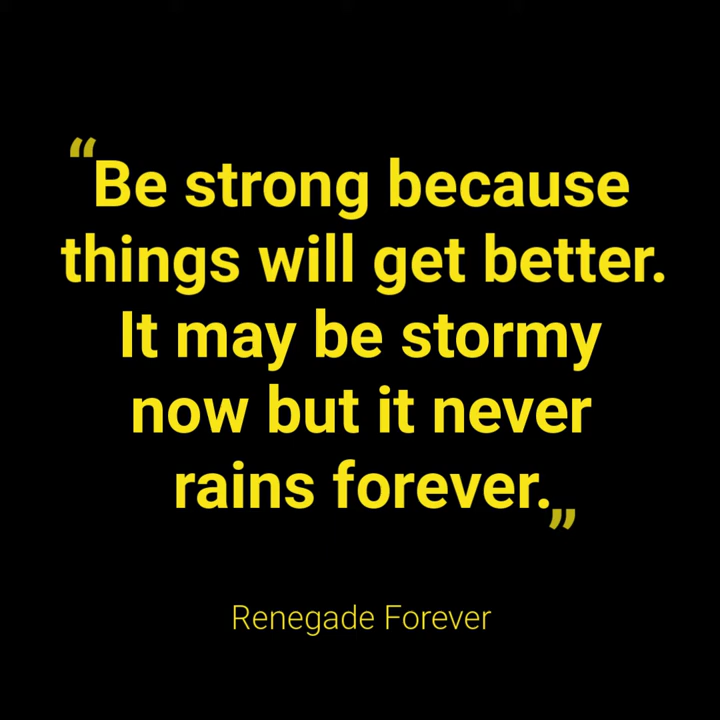 “Be strong because
things will get better.
It may be stormy
now but it never
rains forever.”
Renegade Forever